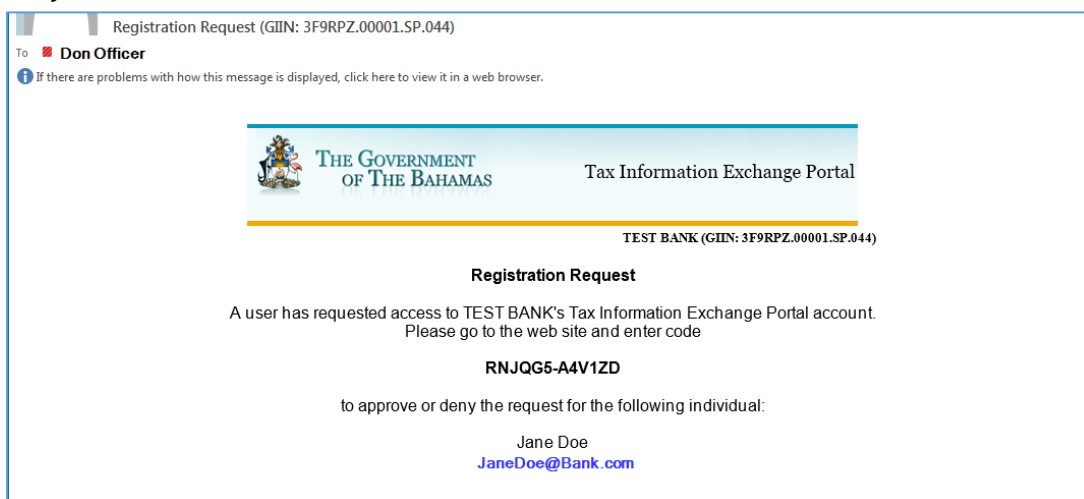 Registration Request (GIIN: 3F9RPZ.00001.SP.044)
To Don Officer
If there are problems with how this message is displayed, click here to view it in a web browser.
THE GOVERNMENT
OF THE BAHAMAS
Tax Information Exchange Portal
TEST BANK (GIIN: 3F9RPZ.00001.SP.044)
Registration Request
A user has requested access to TEST BANK's Tax Information Exchange Portal account.
Please go to the web site and enter code
RNJQG5-A4V1ZD
to approve or deny the request for the following individual:
Jane Doe
JaneDoe@Bank.com